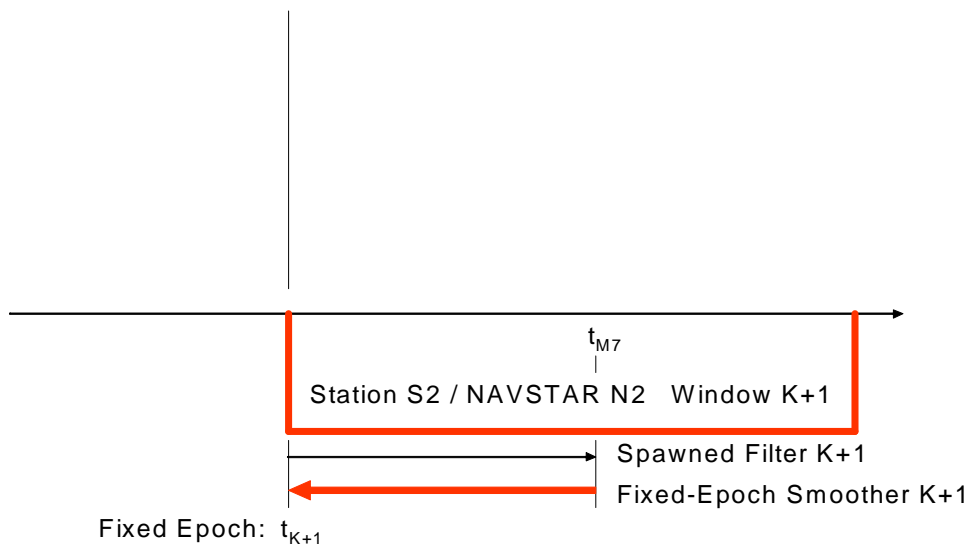 t_M7
Station S2 / NAVSTAR N2 Window K+1
Spawned Filter K+1
Fixed-Epoch Smoother K+1
Fixed Epoch: t_K+1